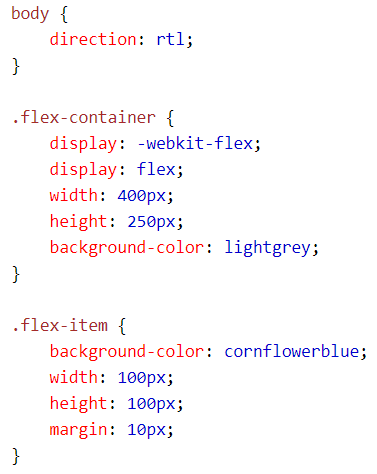 body {
    direction: rtl;
}

.flex-container {
    display: -webkit-flex;
    display: flex;
    width: 400px;
    height: 250px;
    background-color: lightgrey;
}

.flex-item {
    background-color: cornflowerblue;
    width: 100px;
    height: 100px;
    margin: 10px;
}